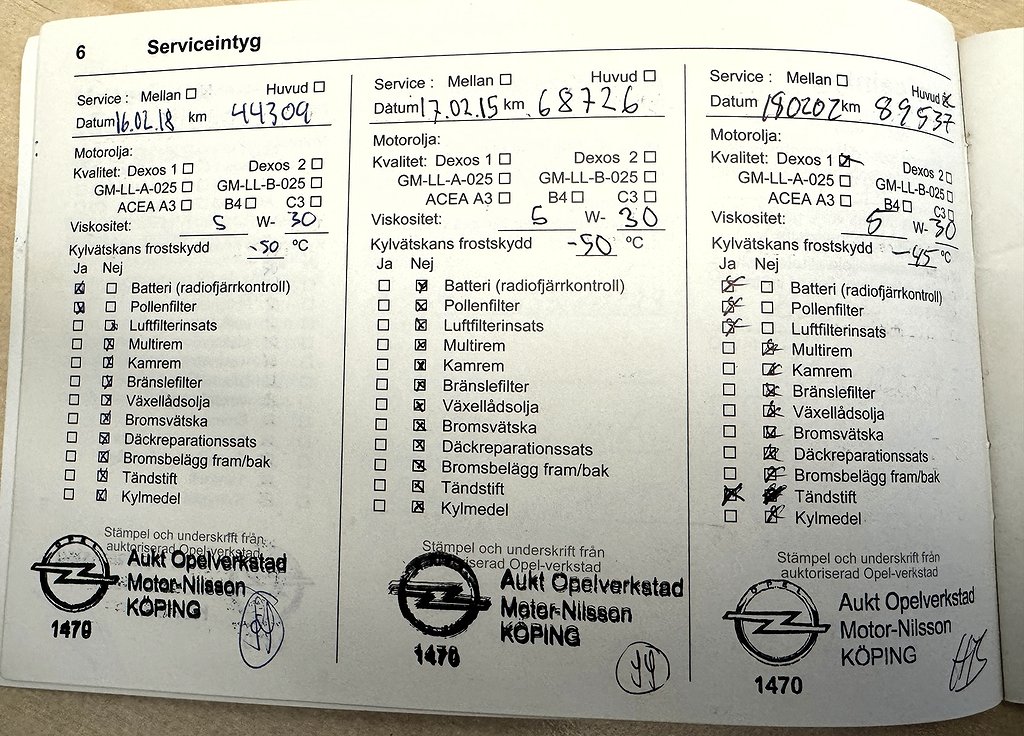 6 Serviceintyg
Service : Mellan ☐ Huvud ☐
Datum 16.02.18 km 44309
Motorolja:
Kvalitet: Dexos 1 ☐ Dexos 2 ☐
GM-LL-A-025 ☐ GM-LL-B-025 ☐
ACEA A3 ☐ B4 ☐ C3 ☐
Viskositet: 5 W- 30
Kylvätskans frostskydd -50 °C
Ja Nej
☒ ☐ Batteri (radiofjärrkontroll)
☒ ☐ Pollenfilter
☐ ☒ Luftfilterinsats
☐ ☒ Multirem
☐ ☒ Kamrem
☐ ☒ Bränslefilter
☐ ☒ Växellådsolja
☐ ☒ Bromsvätska
☐ ☒ Däckreparationssats
☐ ☒ Bromsbelägg fram/bak
☐ ☒ Tändstift
☐ ☒ Kylmedel
Stämpel och underskrift från
auktoriserad Opel-verkstad
OPEL
Aukt Opelverkstad
Motor-Nilsson
KÖPING
1470
Service : Mellan ☐ Huvud ☐
Datum 17.02.15 km 68726
Motorolja:
Kvalitet: Dexos 1 ☐ Dexos 2 ☐
GM-LL-A-025 ☐ GM-LL-B-025 ☐
ACEA A3 ☐ B4 ☐ C3 ☐
Viskositet: 5 W- 30
Kylvätskans frostskydd -50 °C
Ja Nej
☐ ☒ Batteri (radiofjärrkontroll)
☐ ☒ Pollenfilter
☐ ☒ Luftfilterinsats
☐ ☒ Multirem
☐ ☒ Kamrem
☐ ☒ Bränslefilter
☐ ☒ Växellådsolja
☐ ☒ Bromsvätska
☐ ☒ Däckreparationssats
☐ ☒ Bromsbelägg fram/bak
☐ ☒ Tändstift
☐ ☒ Kylmedel
Stämpel och underskrift från
auktoriserad Opel-verkstad
Aukt Opelverkstad
Motor-Nilsson
KÖPING
1470
Service : Mellan ☐ Huvud ☒
Datum 180202 km 89537
Motorolja:
Kvalitet: Dexos 1 ☒ Dexos 2 ☐
GM-LL-A-025 ☐ GM-LL-B-025 ☐
ACEA A3 ☐ B4 ☐ C3 ☐
Viskositet: 5 W- 30
Kylvätskans frostskydd -45 °C
Ja Nej
☒ ☐ Batteri (radiofjärrkontroll)
☒ ☐ Pollenfilter
☒ ☐ Luftfilterinsats
☐ ☒ Multirem
☐ ☒ Kamrem
☐ ☒ Bränslefilter
☐ ☒ Växellådsolja
☐ ☒ Bromsvätska
☐ ☒ Däckreparationssats
☐ ☒ Bromsbelägg fram/bak
☒ ☒ Tändstift
☐ ☒ Kylmedel
Stämpel och underskrift från
auktoriserad Opel-verkstad
OPEL
Aukt Opelverkstad
Motor-Nilsson
KÖPING
1470